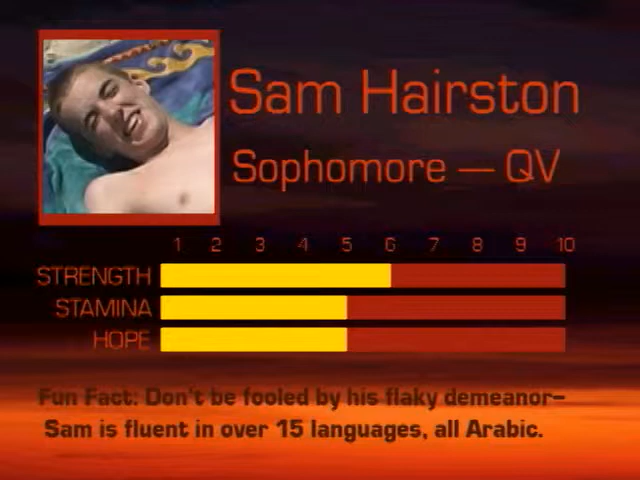 Sam Hairston
Sophomore — QV
1 2 3 4 5 6 7 8 9 10
STRENGTH
STAMINA
HOPE
Fun Fact: Don't be fooled by his flaky demeanor–
Sam is fluent in over 15 languages, all Arabic.